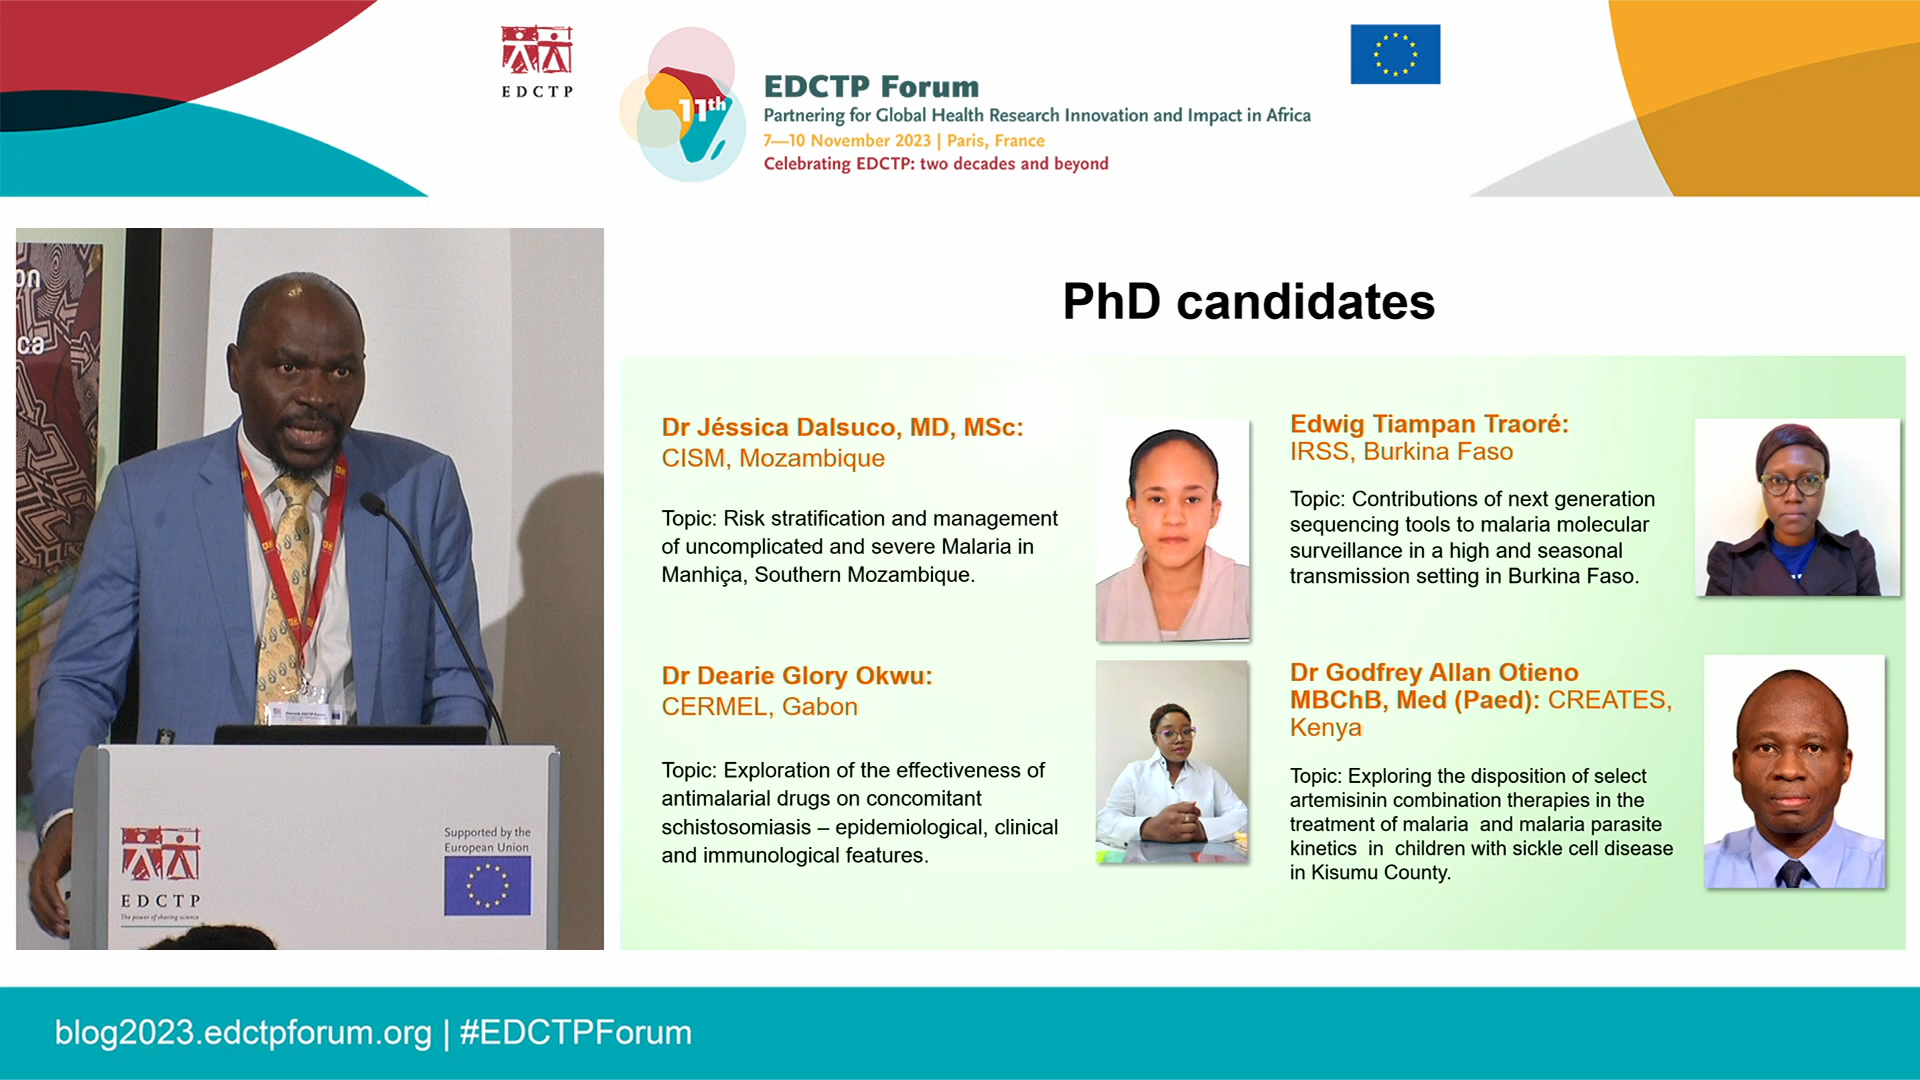 EDCTP
11th
EDCTP Forum
Partnering for Global Health Research Innovation and Impact in Africa
7—10 November 2023 | Paris, France
Celebrating EDCTP: two decades and beyond
on
ca
Supported by the
European Union
EDCTP
The power of sharing science
PhD candidates
Dr Jéssica Dalsuco, MD, MSc:
CISM, Mozambique
Topic: Risk stratification and management
of uncomplicated and severe Malaria in
Manhiça, Southern Mozambique.
Edwig Tiampan Traoré:
IRSS, Burkina Faso
Topic: Contributions of next generation
sequencing tools to malaria molecular
surveillance in a high and seasonal
transmission setting in Burkina Faso.
Dr Dearie Glory Okwu:
CERMEL, Gabon
Topic: Exploration of the effectiveness of
antimalarial drugs on concomitant
schistosomiasis – epidemiological, clinical
and immunological features.
Dr Godfrey Allan Otieno
MBChB, Med (Paed): CREATES,
Kenya
Topic: Exploring the disposition of select
artemisinin combination therapies in the
treatment of malaria and malaria parasite
kinetics in children with sickle cell disease
in Kisumu County.
blog2023.edctpforum.org | #EDCTPForum